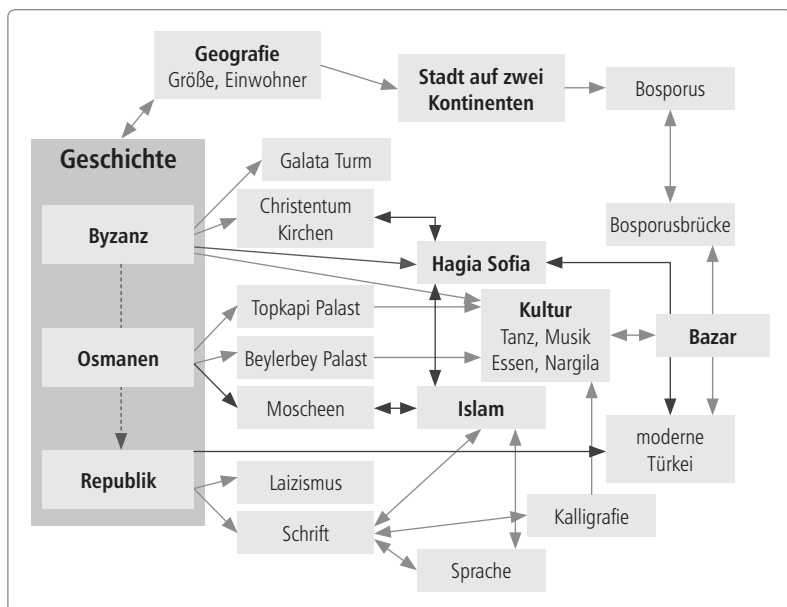 Geografie
Größe, Einwohner
Stadt auf zwei
Kontinenten
Bosporus
Geschichte
Galata Turm
Christentum
Kirchen
Byzanz
Bosporusbrücke
Hagia Sofia
Topkapi Palast
Kultur
Tanz, Musik
Essen, Nargila
Bazar
Osmanen
Beylerbey Palast
Moscheen
Islam
moderne
Türkei
Republik
Laizismus
Schrift
Kalligrafie
Sprache